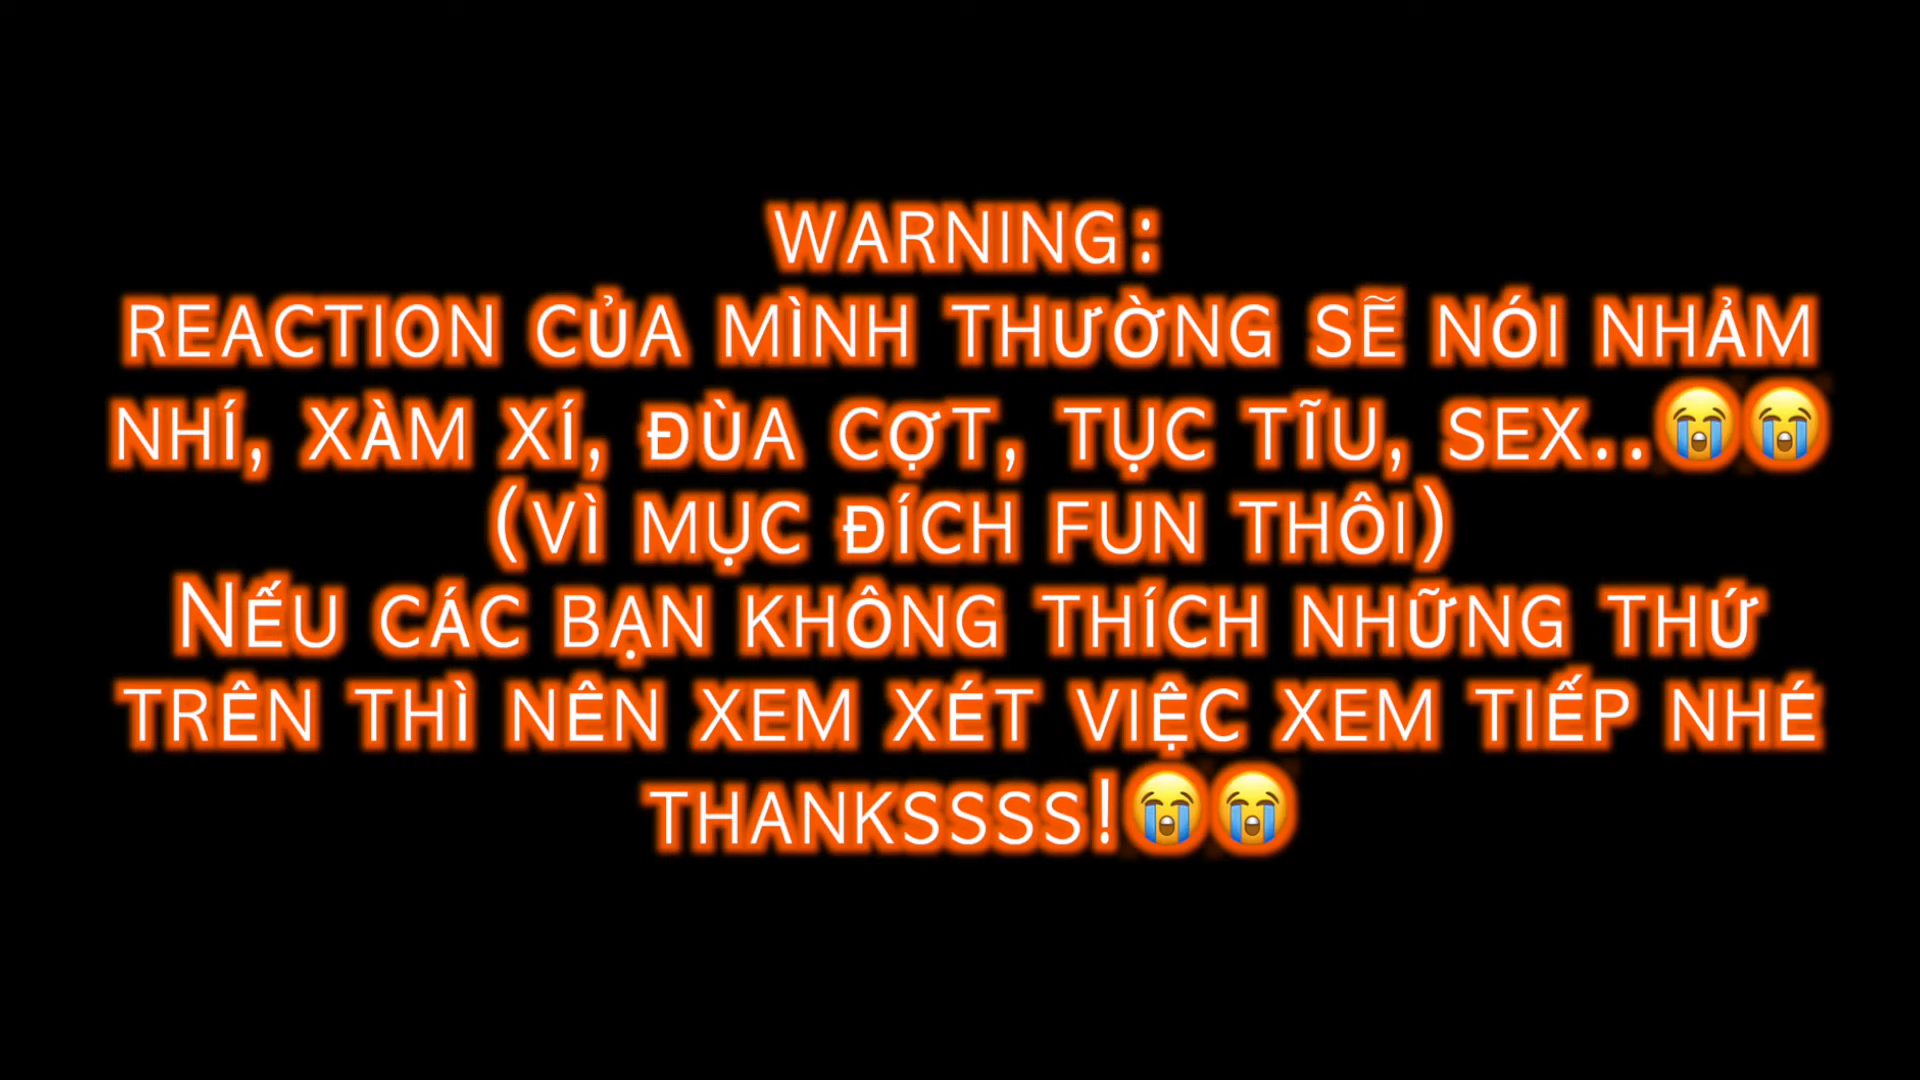 WARNING:
REACTION CỦA MÌNH THƯỜNG SẼ NÓI NHẢM
NHÍ, XÀM XÍ, ĐÙA CỢT, TỤC TĨU, SEX..😭😭
(VÌ MỤC ĐÍCH FUN THÔI)
NẾU CÁC BẠN KHÔNG THÍCH NHỮNG THỨ
TRÊN THÌ NÊN XEM XÉT VIỆC XEM TIẾP NHÉ
THANKSSSS!😭😭